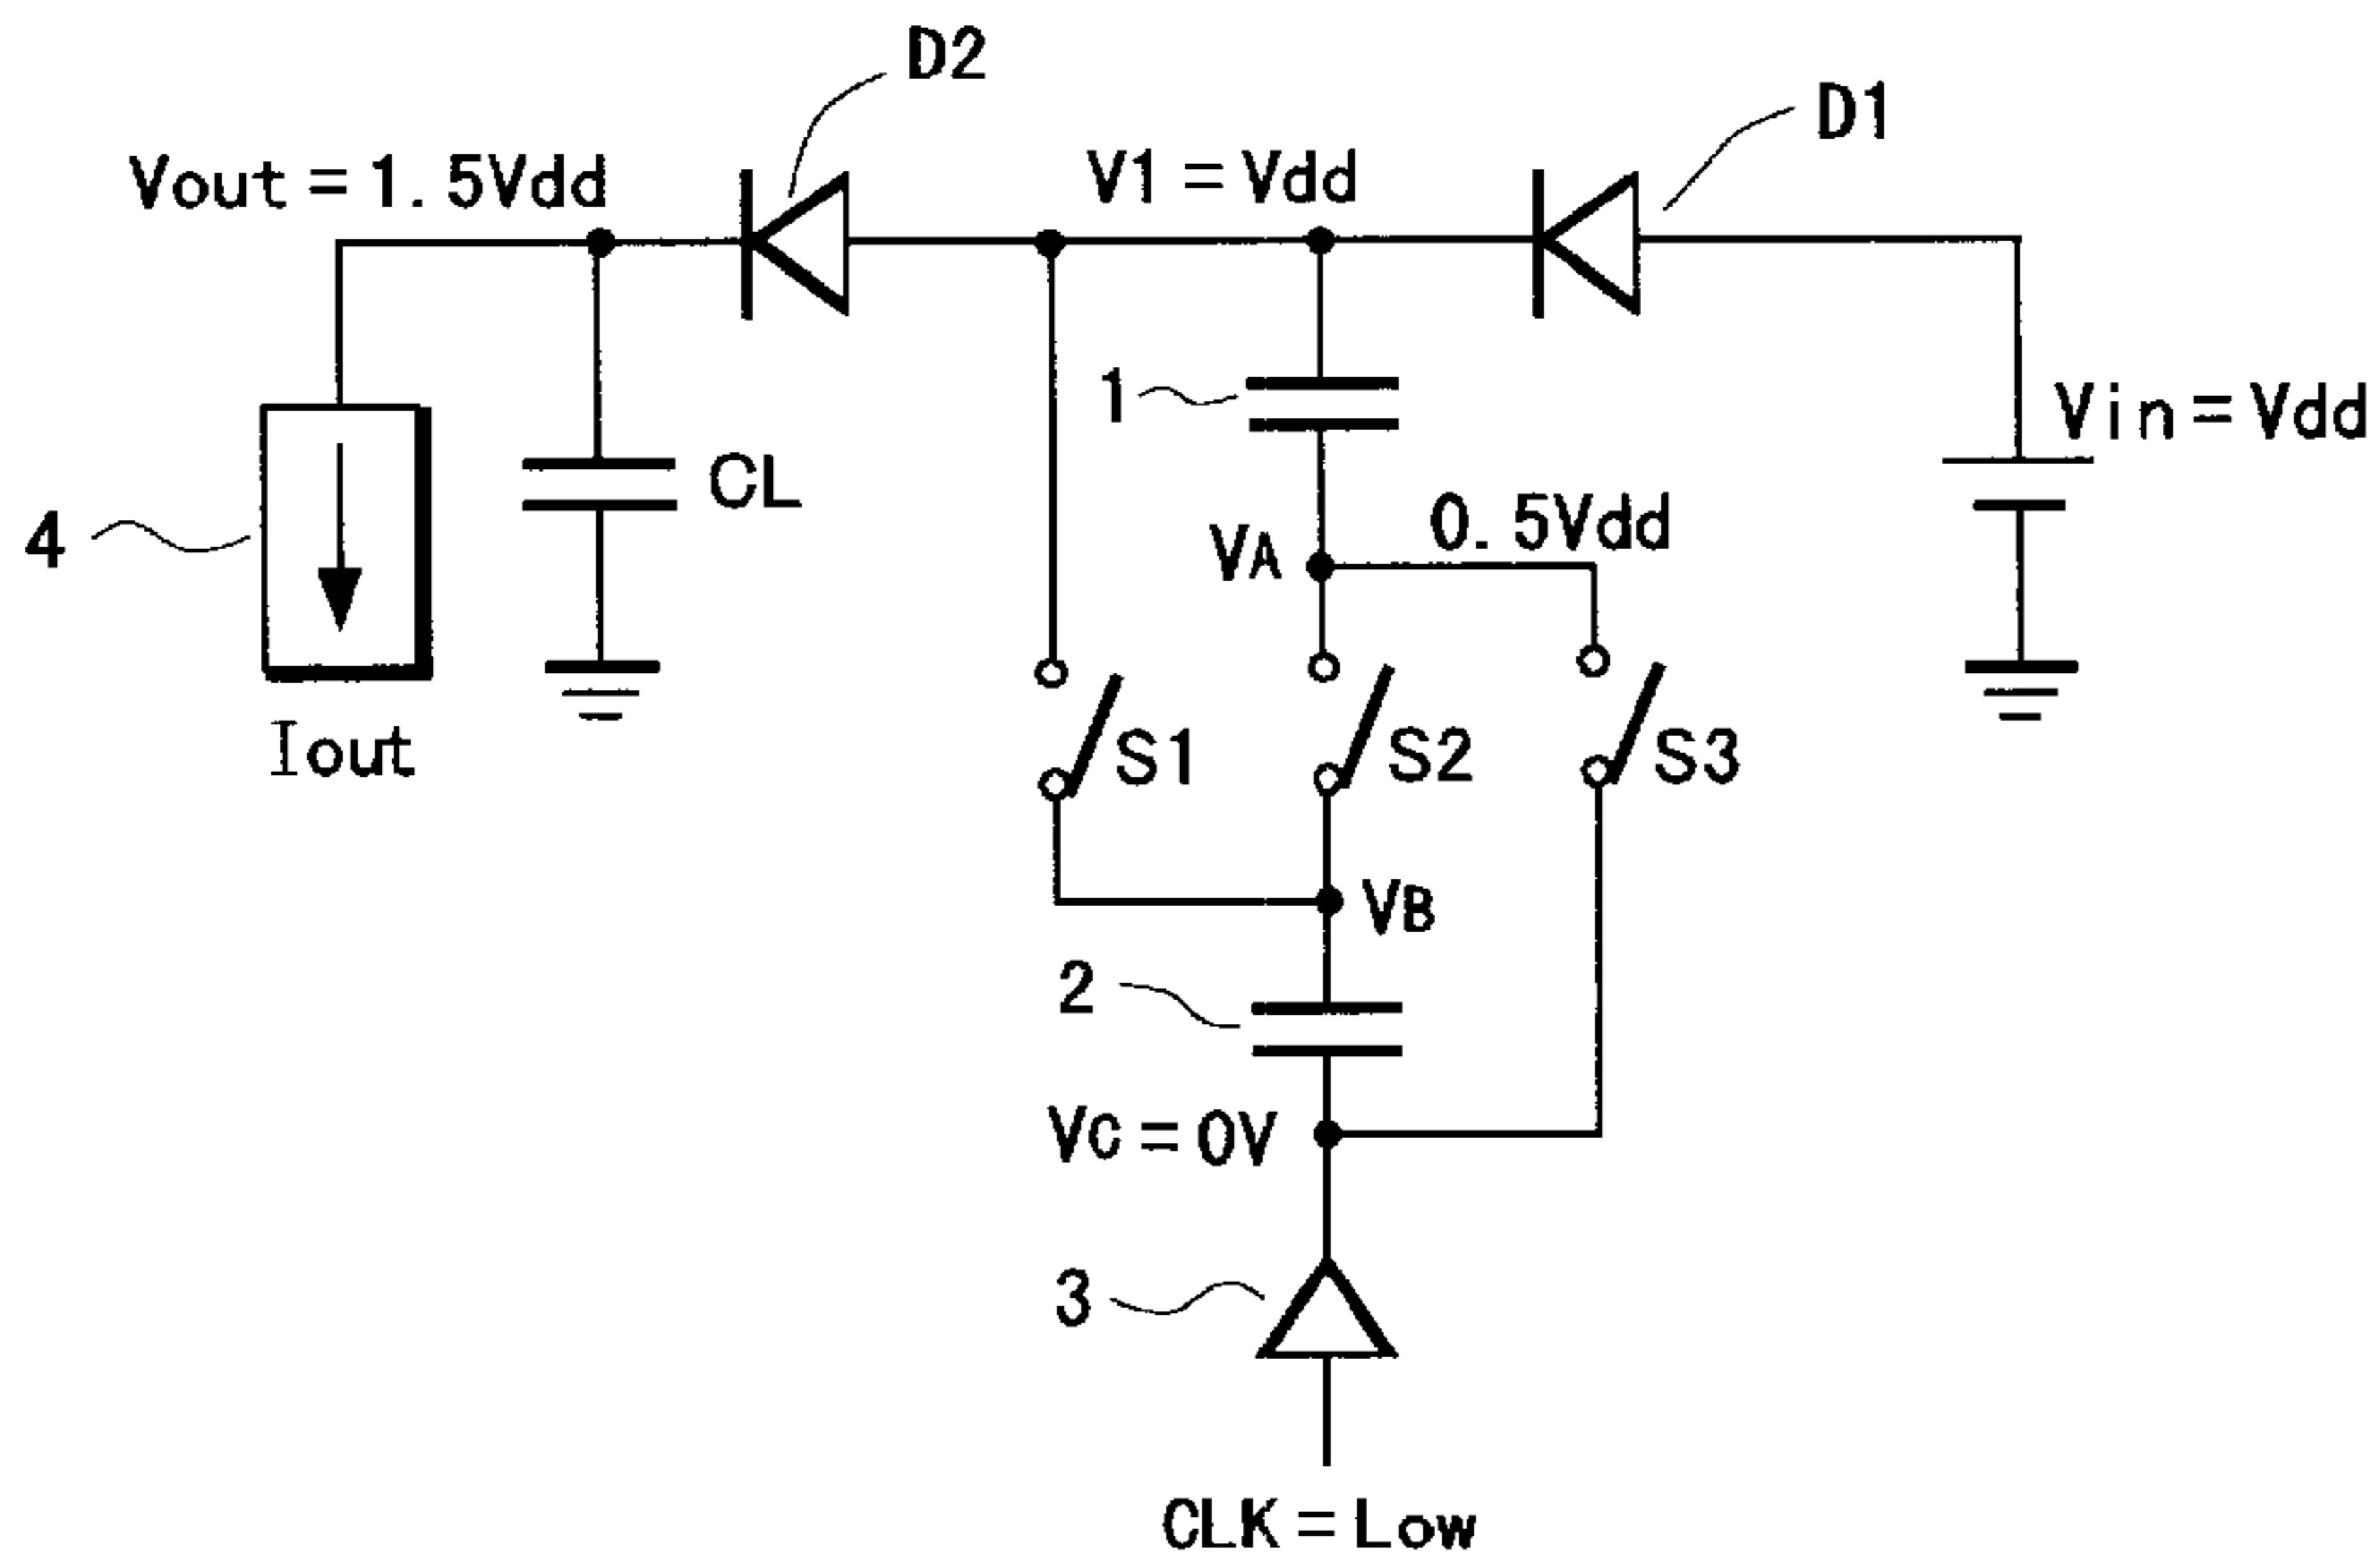 D2
D1
Vout=1.5Vdd
V1=Vdd
1
Vin=Vdd
CL
4
VA
0.5Vdd
Iout
S1
S2
S3
VB
2
VC=0V
3
CLK=Low